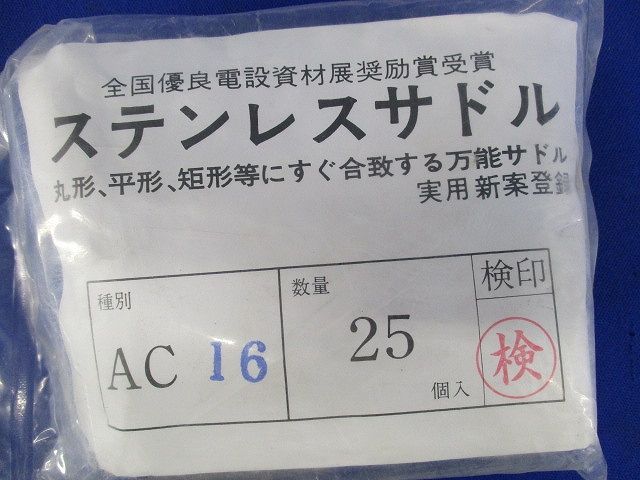 全国優良電設資材展奨励賞受賞
ステンレスサドル
丸形、平形、矩形等にすぐ合致する万能サドル
実用新案登録
種別
AC 16
数量
25
個入
検印
検